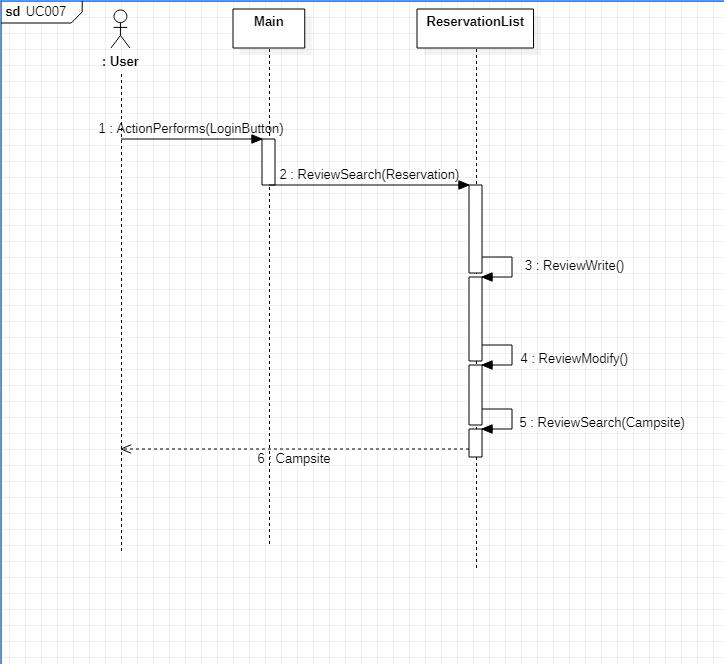 sd UC007
Main
ReservationList
: User
1 : ActionPerforms(LoginButton)
2 : ReviewSearch(Reservation)
3 : ReviewWrite()
4 : ReviewModify()
5 : ReviewSearch(Campsite)
6 : Campsite